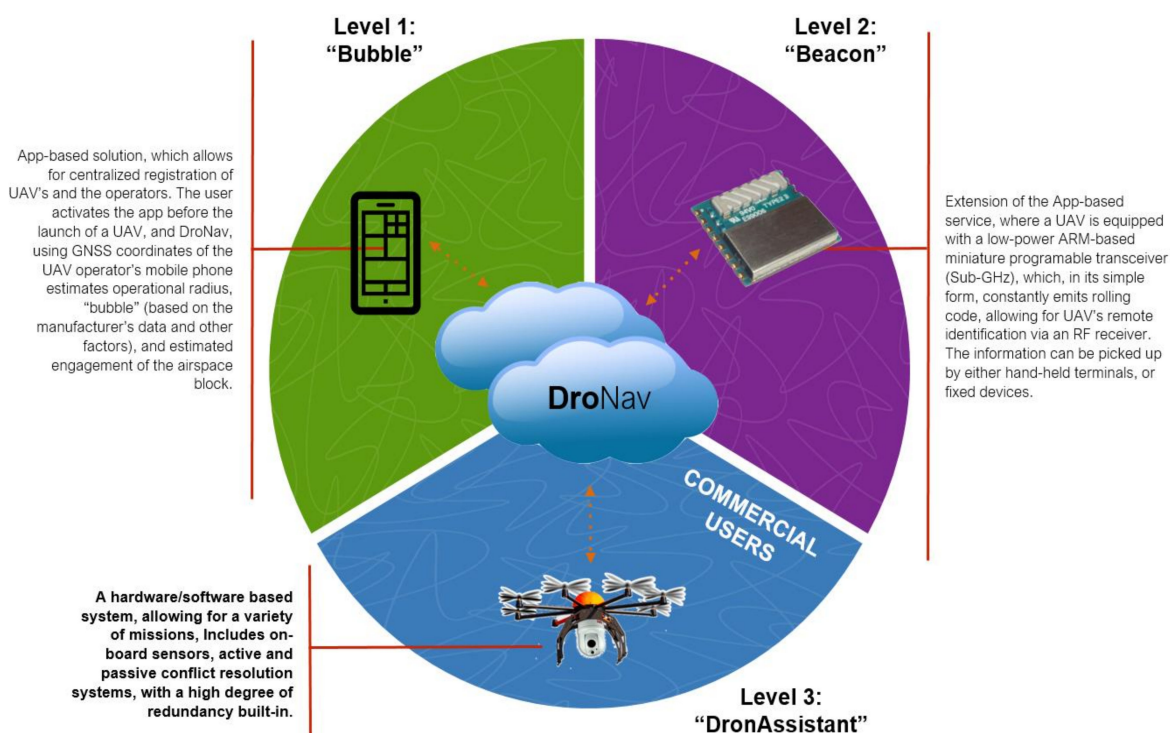 Level 1:
“Bubble”
App-based solution, which allows
for centralized registration of
UAV's and the operators. The user
activates the app before the
launch of a UAV, and DroNav,
using GNSS coordinates of the
UAV operator's mobile phone
estimates operational radius,
“bubble” (based on the
manufacturer's data and other
factors), and estimated
engagement of the airspace
block.
Level 2:
“Beacon”
Extension of the App-based
service, where a UAV is equipped
with a low-power ARM-based
miniature programable transceiver
(Sub-GHz), which, in its simple
form, constantly emits rolling
code, allowing for UAV's remote
identification via an RF receiver.
The information can be picked up
by either hand-held terminals, or
fixed devices.
DroNav
COMMERCIAL
USERS
A hardware/software based
system, allowing for a variety
of missions, Includes on-
board sensors, active and
passive conflict resolution
systems, with a high degree of
redundancy built-in.
Level 3:
“DronAssistant”